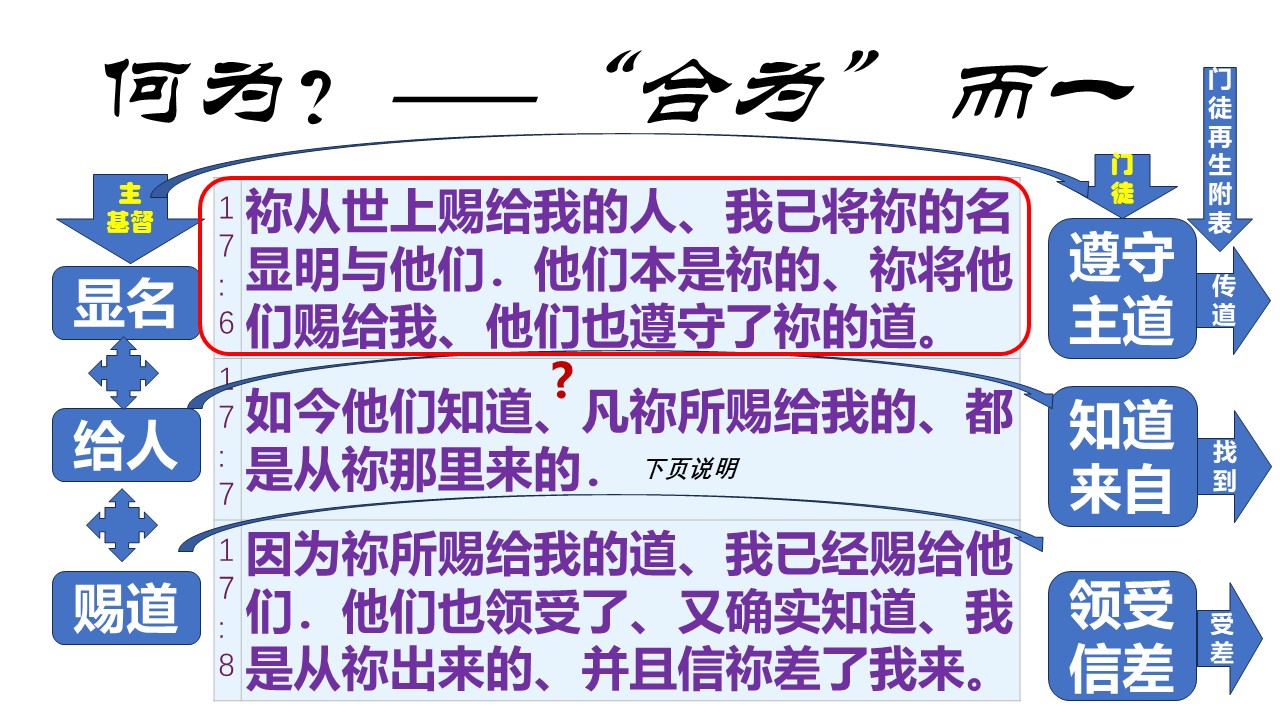 何为？——“合为” 而一
主
基督
显名
给人
赐道
17:6
祢从世上赐给我的人、我已将祢的名
显明与他们．他们本是祢的、祢将他
们赐给我、他们也遵守了祢的道。
17:7
?
如今他们知道、凡祢所赐给我的、都
是从祢那里来的．
下页说明
17:8
因为祢所赐给我的道、我已经赐给他
们．他们也领受了、又确实知道、我
是从祢出来的、并且信祢差了我来。
门
徒
遵守
主道
知道
来自
领受
信差
门徒再生附表
传
道
找
到
受
差